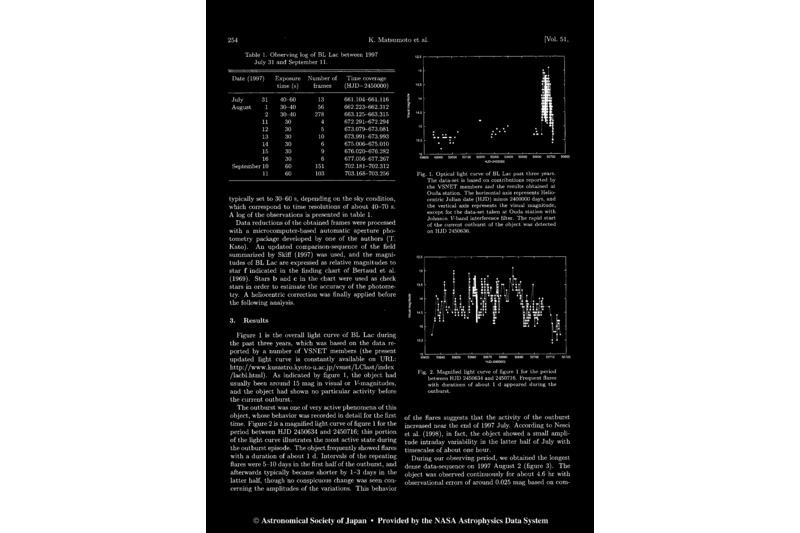 254
K. Matsumoto et al.
[Vol. 51,
Table 1. Observing log of BL Lac between 1997
July 31 and September 11.
Date (1997) Exposure Number of Time coverage
time (s) frames (HJD−2450000)
July 31 40–60 13 661.104–661.116
August 1 30–40 56 662.223–662.312
2 30–40 278 663.125–663.315
11 30 4 672.291–672.294
12 30 5 673.079–673.081
13 30 10 673.991–673.993
14 30 6 675.006–675.010
15 30 9 676.020–676.282
16 30 6 677.056–677.267
September 10 60 151 702.181–702.312
11 60 103 703.168–703.256
typically set to 30–60 s, depending on the sky condition,
which correspond to time resolutions of about 40–70 s.
A log of the observations is presented in table 1.
Data reductions of the obtained frames were processed
with a microcomputer-based automatic aperture pho-
tometry package developed by one of the authors (T.
Kato). An updated comparison-sequence of the field
summarized by Skiff (1997) was used, and the magni-
tudes of BL Lac are expressed as relative magnitudes to
star f indicated in the finding chart of Bertaud et al.
(1969). Stars b and c in the chart were used as check
stars in order to estimate the accuracy of the photome-
try. A heliocentric correction was finally applied before
the following analysis.
3. Results
Figure 1 is the overall light curve of BL Lac during
the past three years, which was based on the data re-
ported by a number of VSNET members (the present
updated light curve is constantly available on URL:
http://www.kusastro.kyoto-u.ac.jp/vsnet/LClast/index
/lacbl.html). As indicated by figure 1, the object had
usually been around 15 mag in visual or V-magnitudes,
and the object had shown no particular activity before
the current outburst.
The outburst was one of very active phenomena of this
object, whose behavior was recorded in detail for the first
time. Figure 2 is a magnified light curve of figure 1 for the
period between HJD 2450634 and 2450716; this portion
of the light curve illustrates the most active state during
the outburst episode. The object frequently showed flares
with a duration of about 1 d. Intervals of the repeating
flares were 5–10 days in the first half of the outburst, and
afterwards typically became shorter by 1–3 days in the
latter half, though no conspicuous change was seen con-
cerning the amplitudes of the variations. This behavior
Fig. 1. Optical light curve of BL Lac past three years.
The data-set is based on contributions reported by
the VSNET members and the results obtained at
Ouda station. The horizontal axis represents Helio-
centric Julian date (HJD) minus 2400000 days, and
the vertical axis represents the visual magnitude,
except for the data-set taken at Ouda station with
Johnson V-band interference filter. The rapid start
of the current outburst of the object was detected
on HJD 2450636.
Fig. 2. Magnified light curve of figure 1 for the period
between HJD 2450634 and 2450716. Frequent flares
with durations of about 1 d appeared during the
outburst.
of the flares suggests that the activity of the outburst
increased near the end of 1997 July. According to Nesci
et al. (1998), in fact, the object showed a small ampli-
tude intraday variability in the latter half of July with
timescales of about one hour.
During our observing period, we obtained the longest
dense data-sequence on 1997 August 2 (figure 3). The
object was observed continuously for about 4.6 hr with
observational errors of around 0.025 mag based on com-
© Astronomical Society of Japan • Provided by the NASA Astrophysics Data System